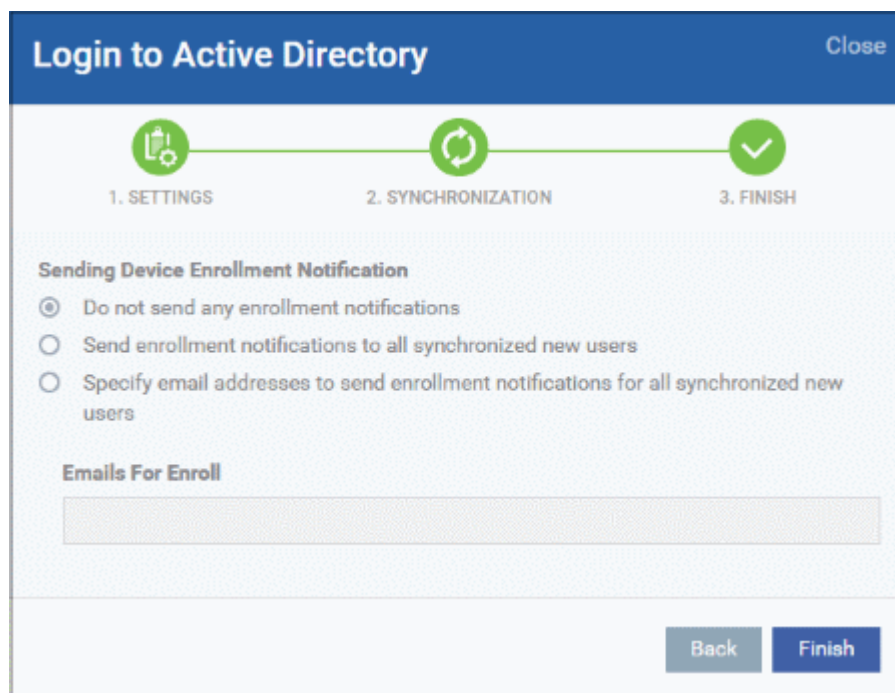 Login to Active Directory
Close
1. SETTINGS
2. SYNCHRONIZATION
3. FINISH
Sending Device Enrollment Notification
Do not send any enrollment notifications
Send enrollment notifications to all synchronized new users
Specify email addresses to send enrollment notifications for all synchronized new
users
Emails For Enroll
Back
Finish